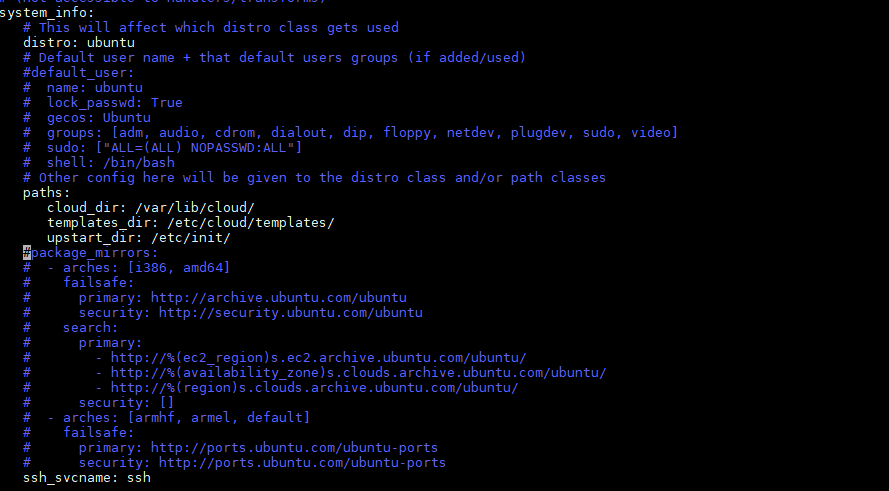 # (not accessible to handlers/transforms)
system_info:
   # This will affect which distro class gets used
   distro: ubuntu
   # Default user name + that default users groups (if added/used)
   #default_user:
   #  name: ubuntu
   #  lock_passwd: True
   #  gecos: Ubuntu
   #  groups: [adm, audio, cdrom, dialout, dip, floppy, netdev, plugdev, sudo, video]
   #  sudo: ["ALL=(ALL) NOPASSWD:ALL"]
   #  shell: /bin/bash
   # Other config here will be given to the distro class and/or path classes
   paths:
      cloud_dir: /var/lib/cloud/
      templates_dir: /etc/cloud/templates/
      upstart_dir: /etc/init/
   #package_mirrors:
   #  - arches: [i386, amd64]
   #    failsafe:
   #      primary: http://archive.ubuntu.com/ubuntu
   #      security: http://security.ubuntu.com/ubuntu
   #    search:
   #      primary:
   #        - http://%(ec2_region)s.ec2.archive.ubuntu.com/ubuntu/
   #        - http://%(availability_zone)s.clouds.archive.ubuntu.com/ubuntu/
   #        - http://%(region)s.clouds.archive.ubuntu.com/ubuntu/
   #      security: []
   #  - arches: [armhf, armel, default]
   #    failsafe:
   #      primary: http://ports.ubuntu.com/ubuntu-ports
   #      security: http://ports.ubuntu.com/ubuntu-ports
   ssh_svcname: ssh